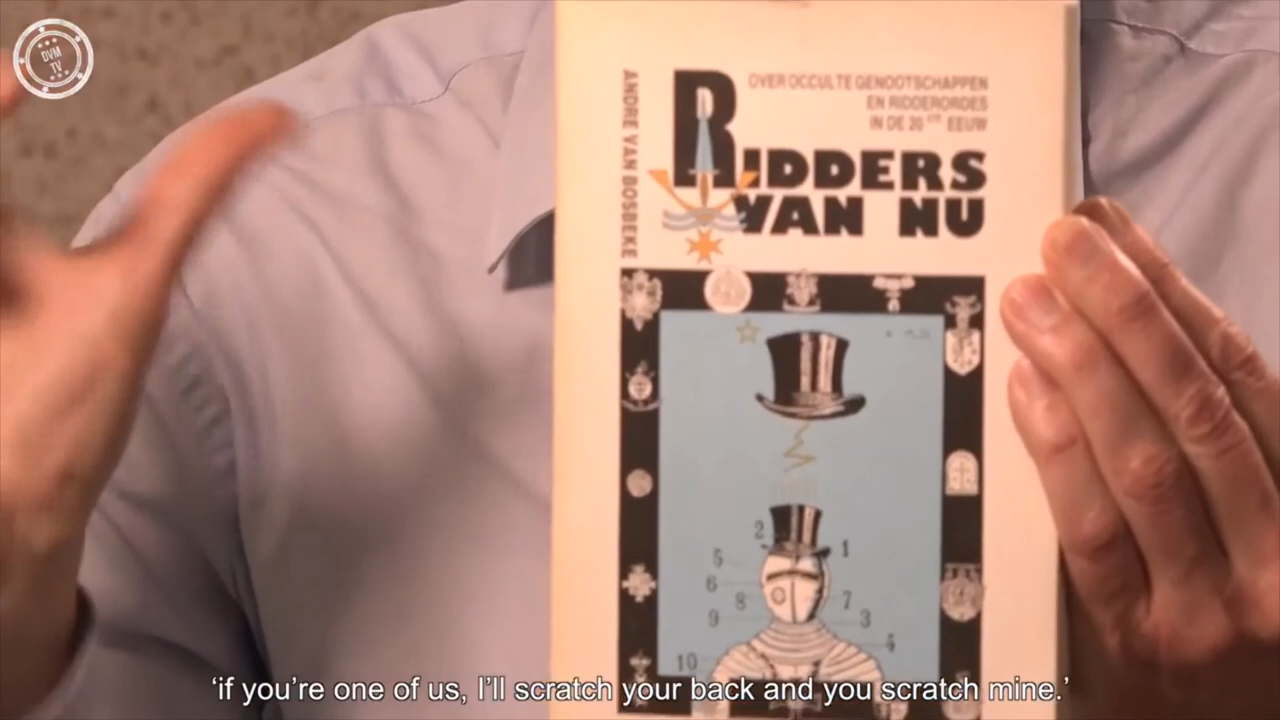 DVM
TV
ANDRE VAN BOSBEKE
OVER OCCULTE GENOOTSCHAPPEN
EN RIDDERORDES
IN DE 20 STE EEUW
RIDDERS
VAN NU
2
1
5
6
8
7
9
3
4
10
‘if you’re one of us, I’ll scratch your back and you scratch mine.’